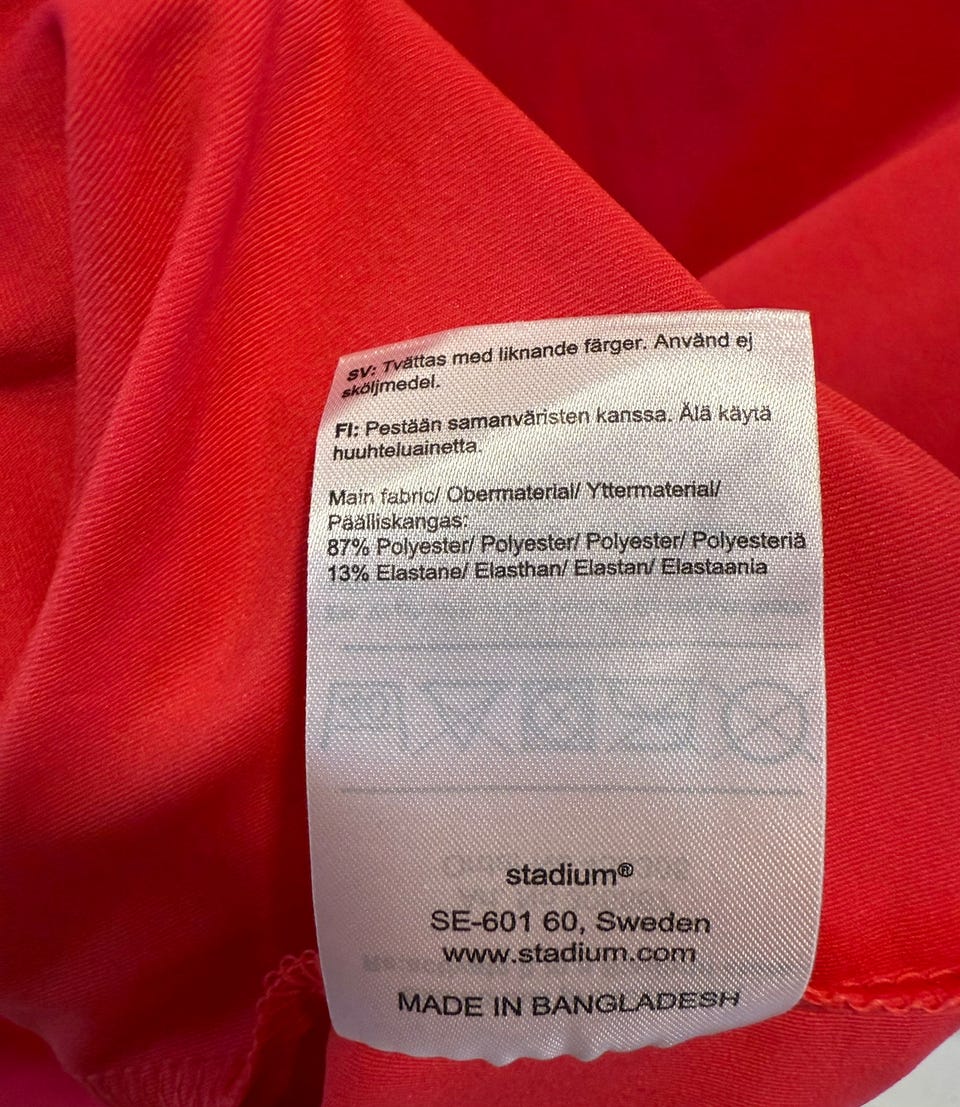 SV: Tvättas med liknande färger. Använd ej
sköljmedel.
FI: Pestään samanväristen kanssa. Älä käytä
huuhteluainetta.
Main fabric/ Obermaterial/ Yttermaterial/
Päälliskangas:
87% Polyester/ Polyester/ Polyester/ Polyesteriä
13% Elastane/ Elasthan/ Elastan/ Elastaania
stadium®
SE-601 60, Sweden
www.stadium.com
MADE IN BANGLADESH